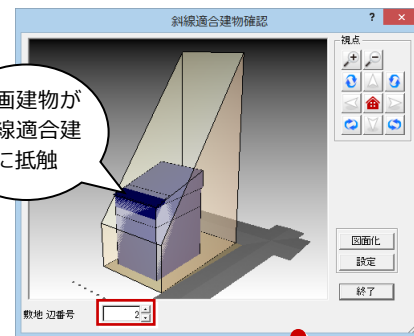 斜線適合建物確認
?
×
視点
画建物が
線適合建
に抵触
図面化
設定
終了
敷地 辺番号
2